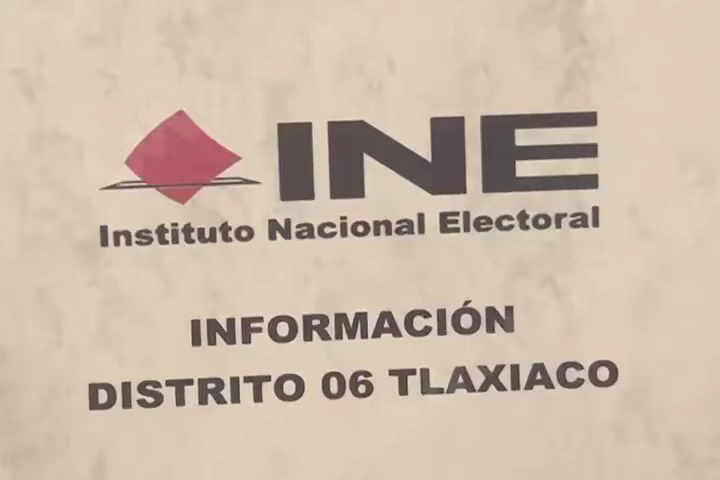 INE
Instituto Nacional Electoral
INFORMACIÓN
DISTRITO 06 TLAXIACO